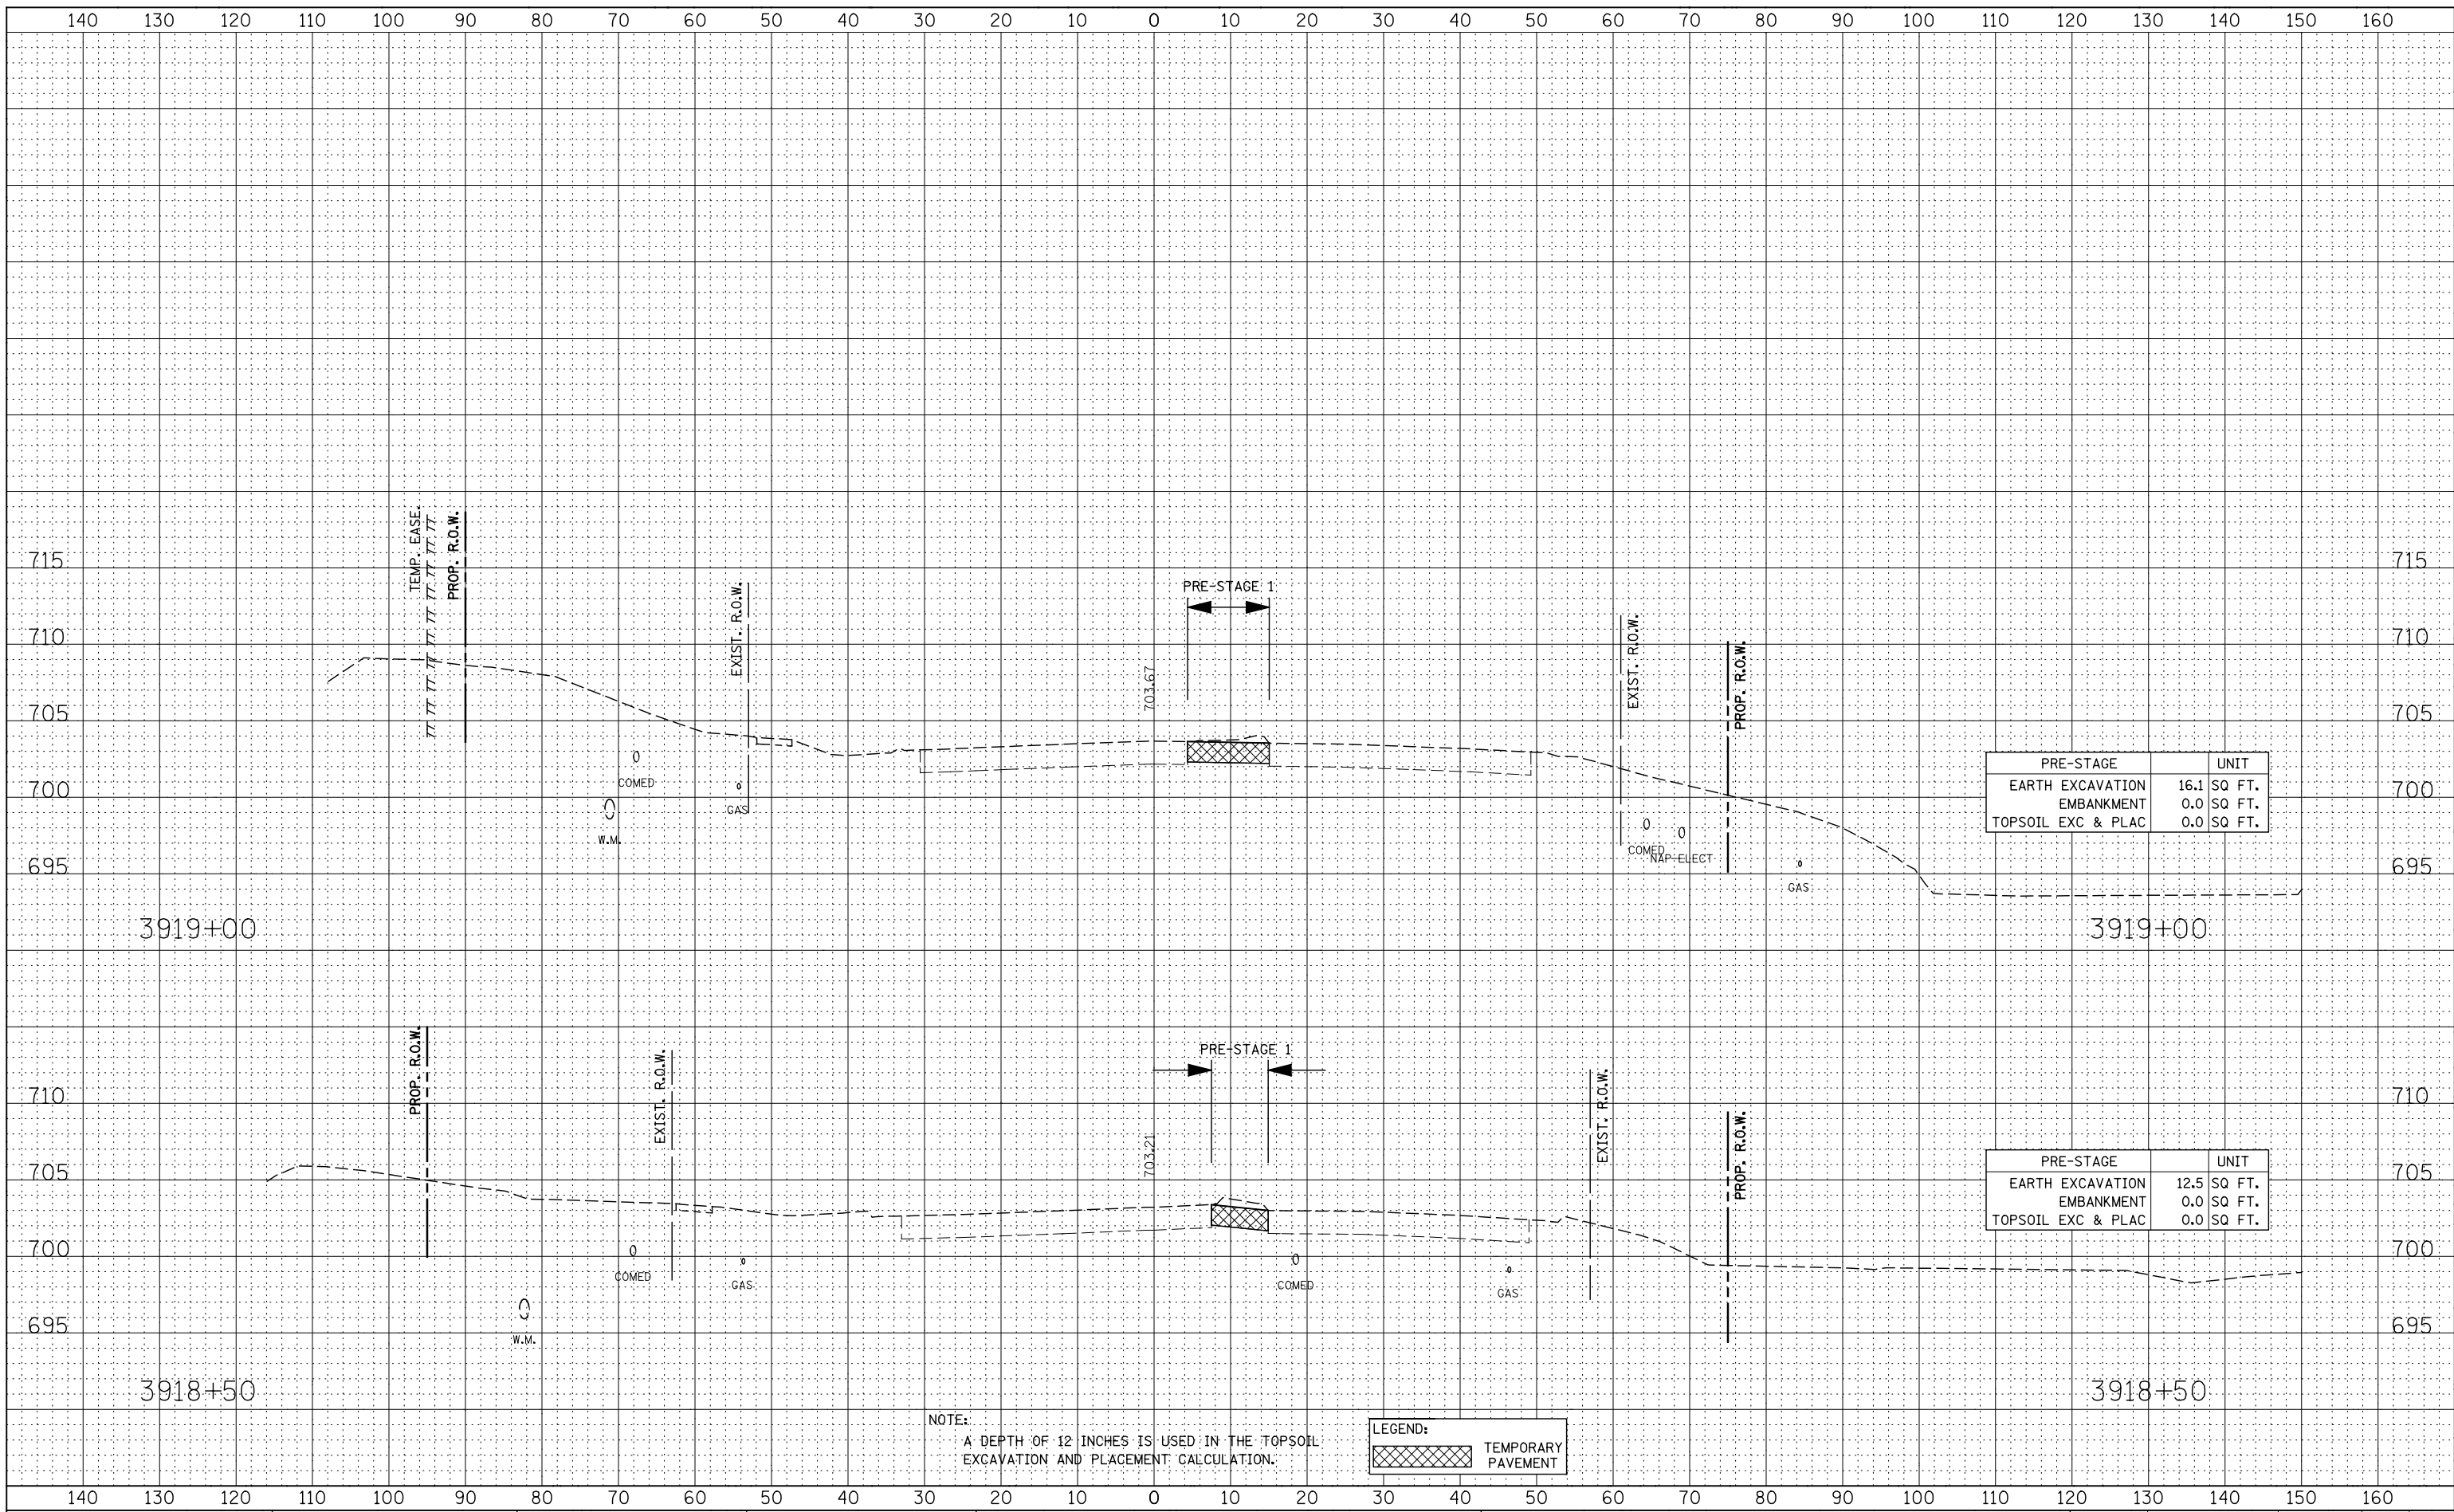 140 130 120 110 100 90 80 70 60 50 40 30 20 10 0 10 20 30 40 50 60 70 80 90 100 110 120 130 140 150 160
TEMP. EASE.
PROP. R.O.W.
715
715
EXIST. R.O.W.
PRE-STAGE 1
710
EXIST. R.O.W.
PROP. R.O.W.
710
703.67
705
705
COMED
GAS
W.M.
700
700
PRE-STAGE UNIT
EARTH EXCAVATION 16.1 SQ FT.
EMBANKMENT 0.0 SQ FT.
TOPSOIL EXC & PLAC 0.0 SQ FT.
COMED
NAP-ELECT
GAS
695
695
3919+00
3919+00
PROP. R.O.W.
EXIST. R.O.W.
PRE-STAGE 1
EXIST. R.O.W.
PROP. R.O.W.
710
710
703.21
705
705
PRE-STAGE UNIT
EARTH EXCAVATION 12.5 SQ FT.
EMBANKMENT 0.0 SQ FT.
TOPSOIL EXC & PLAC 0.0 SQ FT.
700
700
COMED
GAS
COMED
GAS
W.M.
695
695
3918+50
3918+50
NOTE:
A DEPTH OF 12 INCHES IS USED IN THE TOPSOIL
EXCAVATION AND PLACEMENT CALCULATION.
LEGEND:
TEMPORARY
PAVEMENT
140 130 120 110 100 90 80 70 60 50 40 30 20 10 0 10 20 30 40 50 60 70 80 90 100 110 120 130 140 150 160